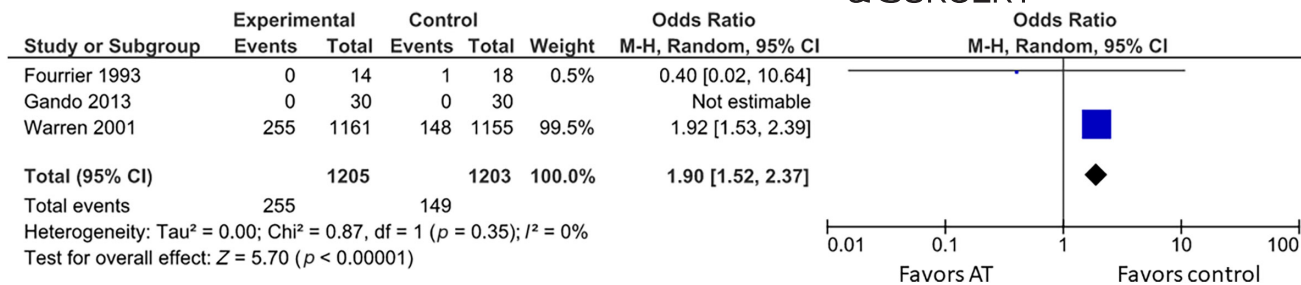 & SURGERY
Experimental Control Odds Ratio Odds Ratio
Study or Subgroup Events Total Events Total Weight M-H, Random, 95% CI M-H, Random, 95% CI
Fourrier 1993 0 14 1 18 0.5% 0.40 [0.02, 10.64]
Gando 2013 0 30 0 30 Not estimable
Warren 2001 255 1161 148 1155 99.5% 1.92 [1.53, 2.39]
Total (95% CI) 1205 1203 100.0% 1.90 [1.52, 2.37]
Total events 255 149
Heterogeneity: Tau² = 0.00; Chi² = 0.87, df = 1 (p = 0.35); I² = 0%
Test for overall effect: Z = 5.70 (p < 0.00001)
0.01 0.1 1 10 100
Favors AT Favors control